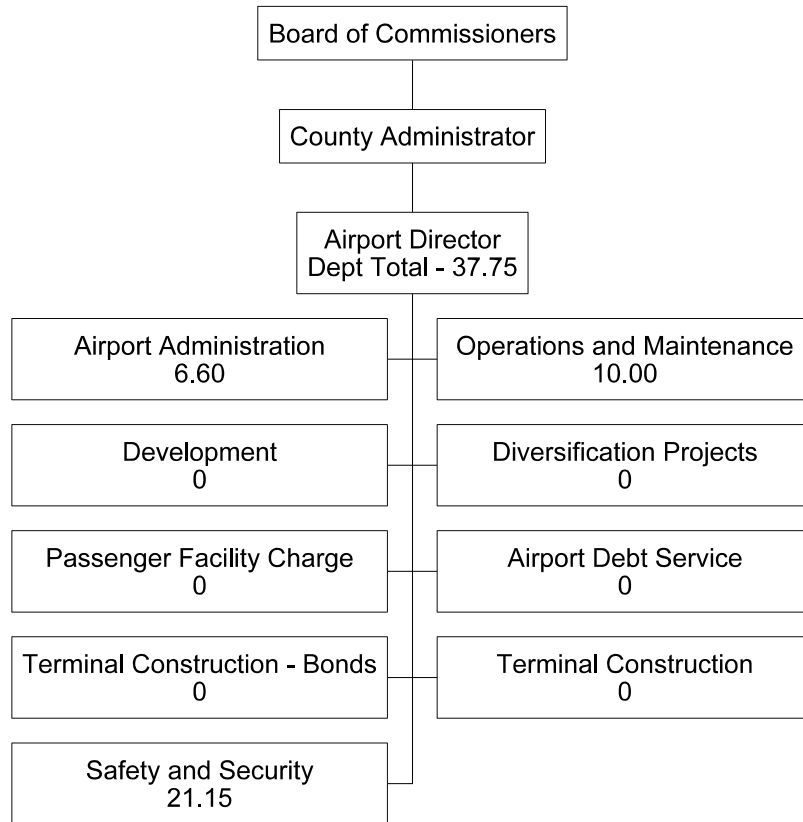 Board of Commissioners
County Administrator
Airport Director
Dept Total - 37.75
Airport Administration
6.60
Operations and Maintenance
10.00
Development
0
Diversification Projects
0
Passenger Facility Charge
0
Airport Debt Service
0
Terminal Construction - Bonds
0
Terminal Construction
0
Safety and Security
21.15